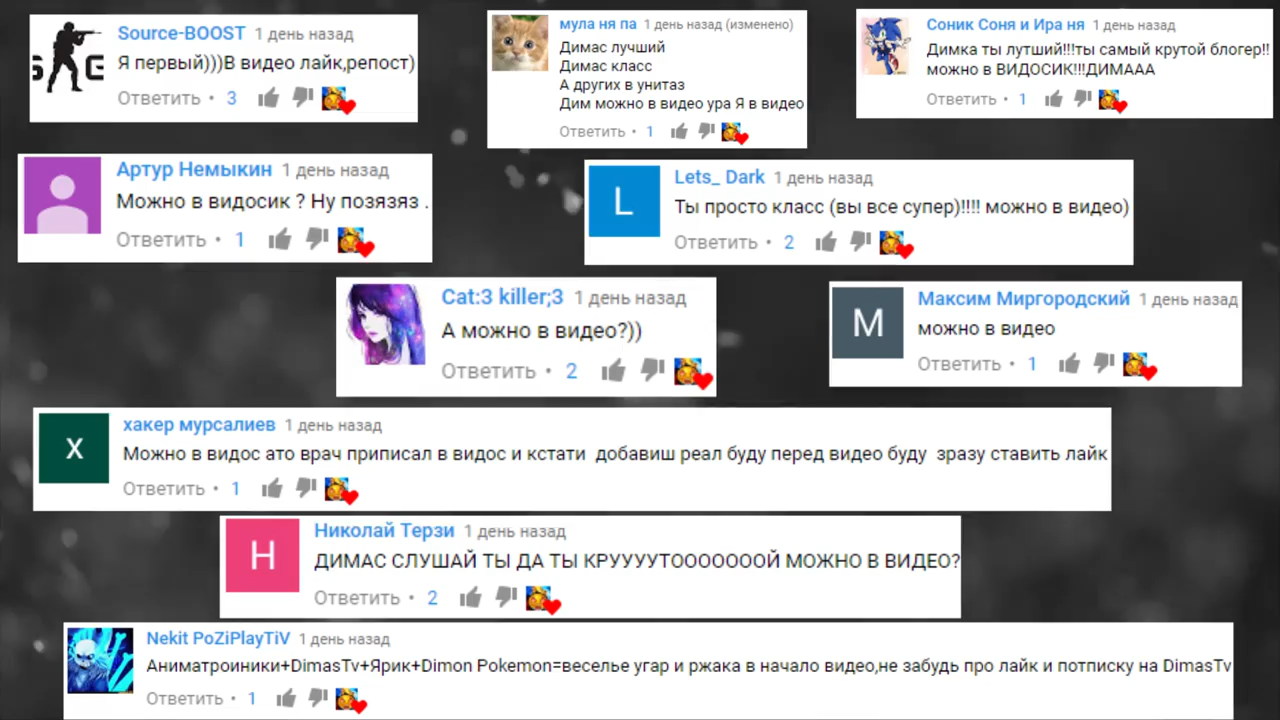 Source-BOOST 1 день назад
Я первый)))В видео лайк,репост)
Ответить • 3
мула ня па 1 день назад (изменено)
Димас лучший
Димас класс
А других в унитаз
Дим можно в видео ура Я в видео
Ответить • 1
Соник Соня и Ира ня 1 день назад
Димка ты лутший!!!ты самый крутой блогер!!
можно в ВИДОСИК!!!ДИМААА
Ответить • 1
Артур Немыкин 1 день назад
Можно в видосик ? Ну позязяз .
Ответить • 1
L
Lets_ Dark 1 день назад
Ты просто класс (вы все супер)!!!! можно в видео)
Ответить • 2
Cat:3 killer;3 1 день назад
А можно в видео?))
Ответить • 2
М
Максим Миргородский 1 день назад
можно в видео
Ответить • 1
х
хакер мурсалиев 1 день назад
Можно в видос ато врач приписал в видос и кстати добавиш реал буду перед видео буду зразу ставить лайк
Ответить • 1
Н
Николай Терзи 1 день назад
ДИМАС СЛУШАЙ ТЫ ДА ТЫ КРУУУУТОООООООЙ МОЖНО В ВИДЕО?
Ответить • 2
Nekit PoZiPlayTiV 1 день назад
Аниматроиники+DimasTv+Ярик+Dimon Pokemon=веселье угар и ржака в начало видео,не забудь про лайк и потписку на DimasTv
Ответить • 1